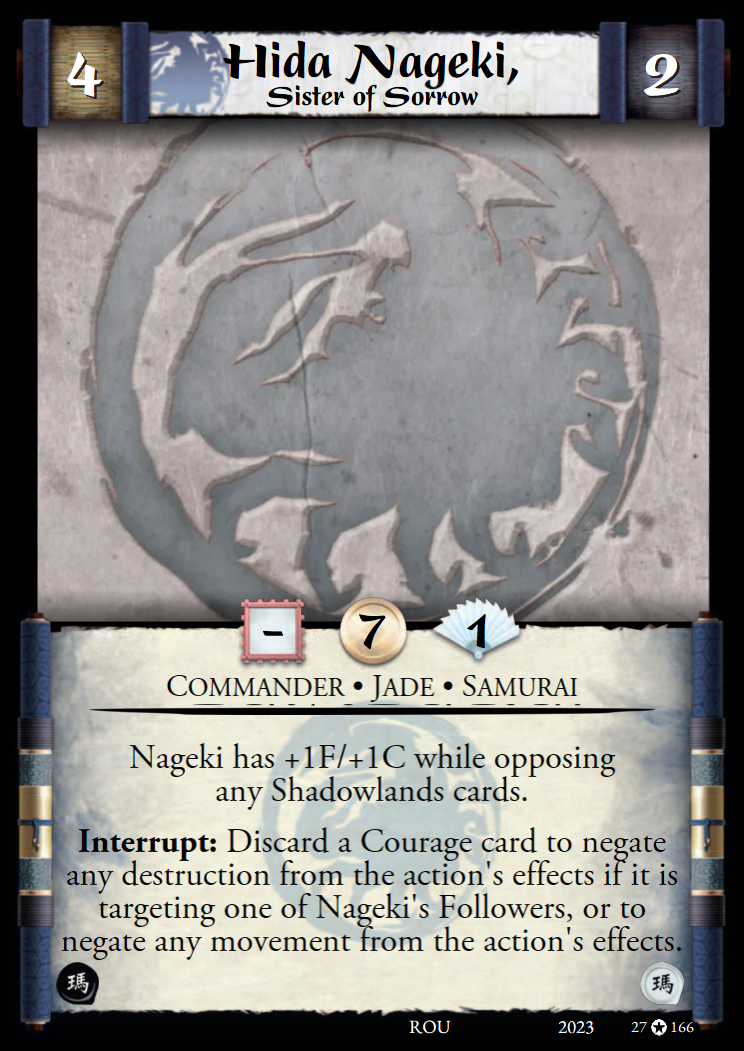 4
Hida Nageki,
2
Sister of Sorrow
- 7 1
Commander • Jade • Samurai
Nageki has +1F/+1C while opposing
any Shadowlands cards.
Interrupt: Discard a Courage card to negate
any destruction from the action's effects if it is
targeting one of Nageki's Followers, or to
negate any movement from the action's effects.
瑪 瑪
ROU 2023 27 ✪ 166